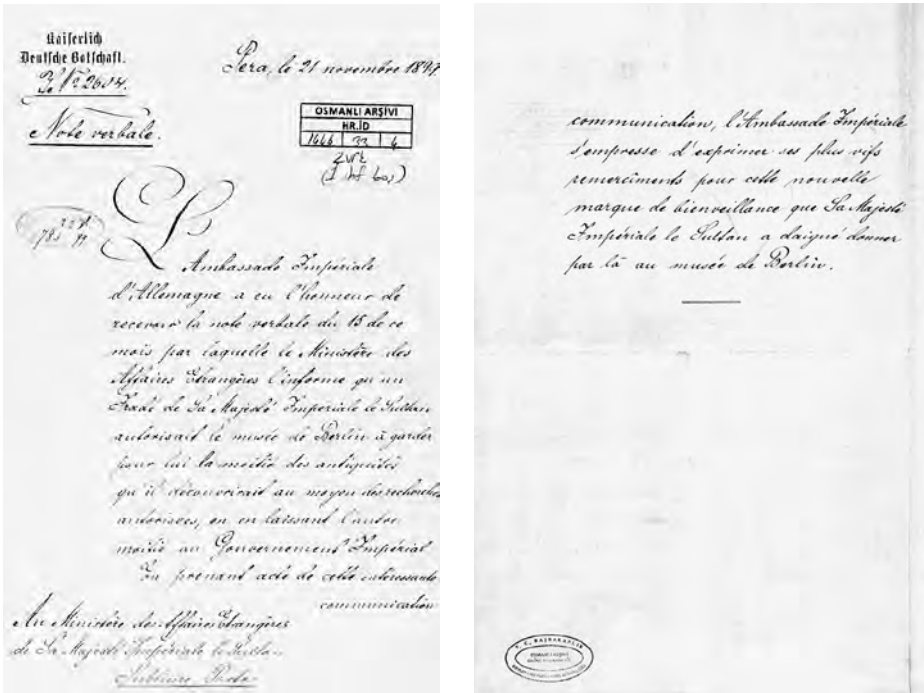 Kaiserlich
Deutsche Botschaft.
Nº 2604.
Note verbale.
Pera, le 21 novembre 1899.
OSMANLI ARŞİVİ
HR.İD
1666 33 4
L'Ambassade Impériale
d'Allemagne a eu l'honneur de
recevoir la note verbale du 15 de ce
mois par laquelle le Ministère des
Affaires Etrangères l'informe qu'un
Iradé de Sa Majesté Impériale le Sultan
autorisait le musée de Berlin à garder
pour lui la moitié des antiquités
qu'il découvrirait au moyen des recherches
autorisées, en en laissant l'autre
moitié au Gouvernement Impérial
En prenant acte de cette intéressante
communication
Au Ministère des Affaires Etrangères
de Sa Majesté Impériale le Sultan
Sublime Porte
communication, l'Ambassade Impériale
s'empresse d'exprimer ses plus vifs
remercîments pour cette nouvelle
marque de bienveillance que Sa Majesté
Impériale le Sultan a daigné donner
par là au musée de Berlin.